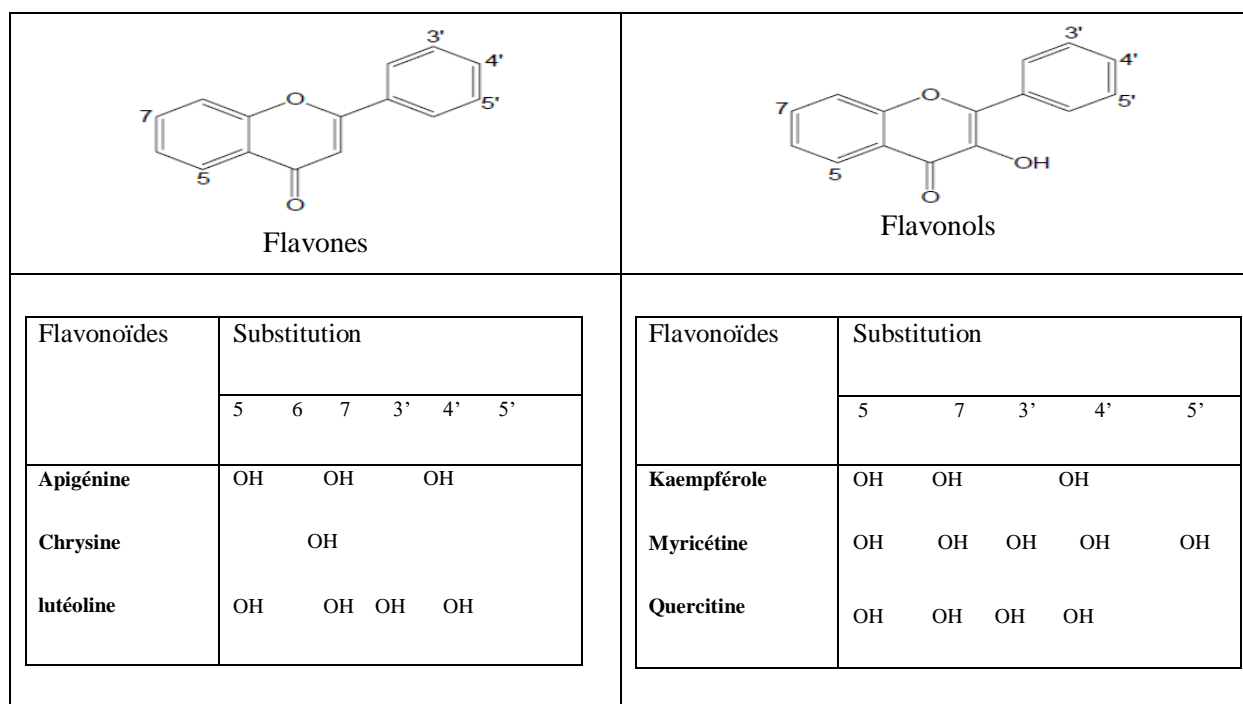 3'
4'
5'
7
5
O
O
Flavones
3'
4'
5'
7
5
O
OH
O
Flavonols
Flavonoïdes Substitution
5 6 7 3’ 4’ 5’
Apigénine OH OH OH
Chrysine OH
lutéoline OH OH OH OH
Flavonoïdes Substitution
5 7 3’ 4’ 5’
Kaempférole OH OH OH
Myricétine OH OH OH OH OH
Quercitine OH OH OH OH